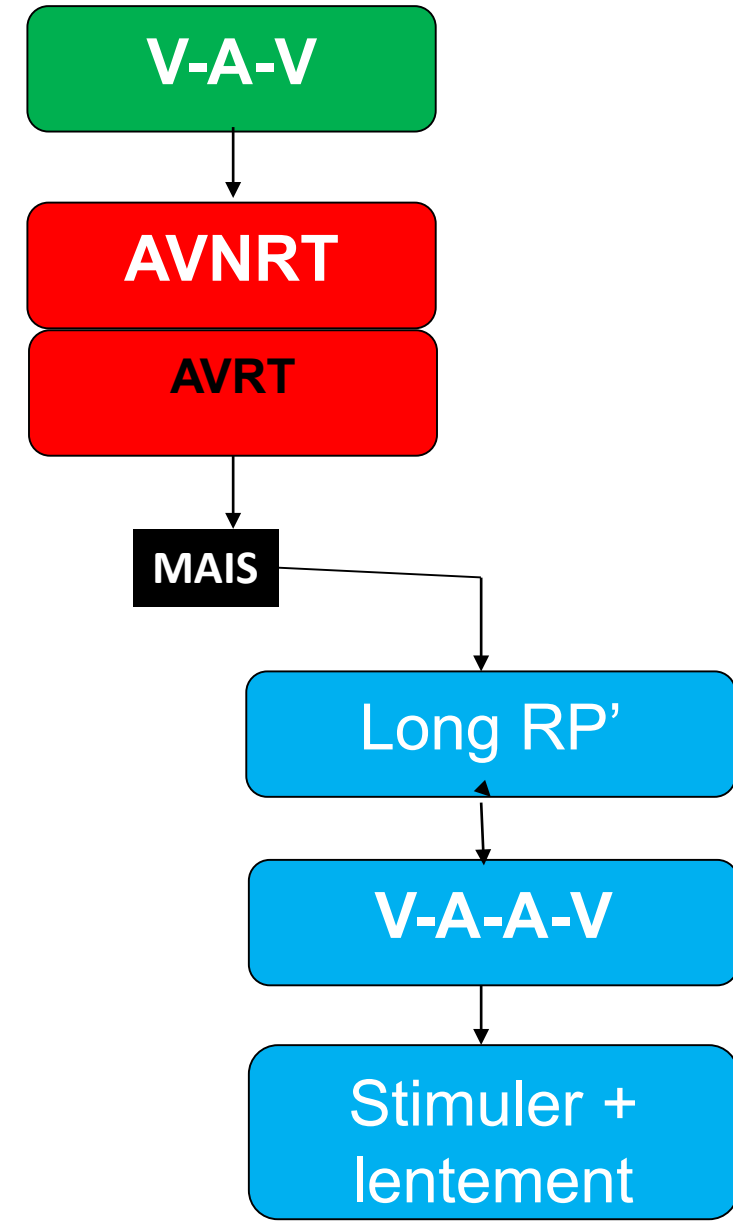 V-A-V
AVNRT
AVRT
MAIS
Long RP’
V-A-A-V
Stimuler +
lentement